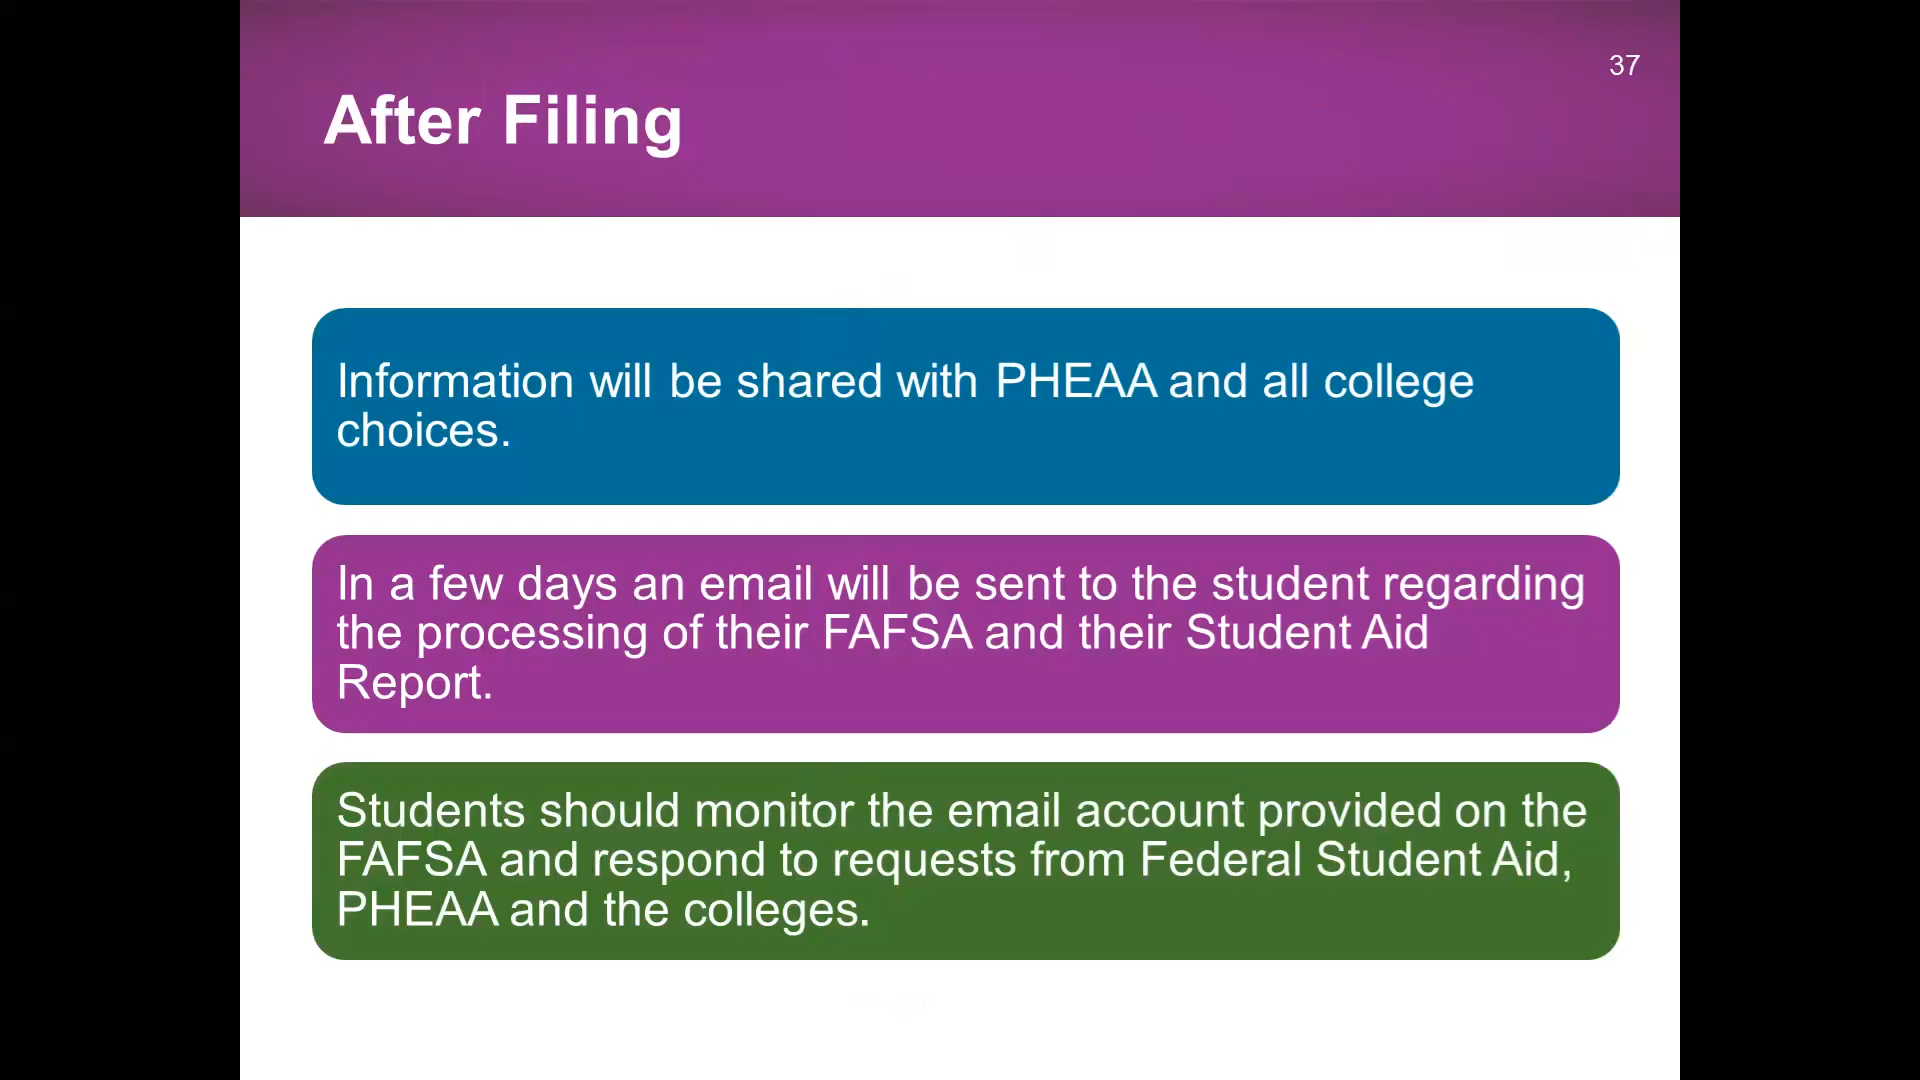 37
After Filing
Information will be shared with PHEAA and all college
choices.
In a few days an email will be sent to the student regarding
the processing of their FAFSA and their Student Aid
Report.
Students should monitor the email account provided on the
FAFSA and respond to requests from Federal Student Aid,
PHEAA and the colleges.